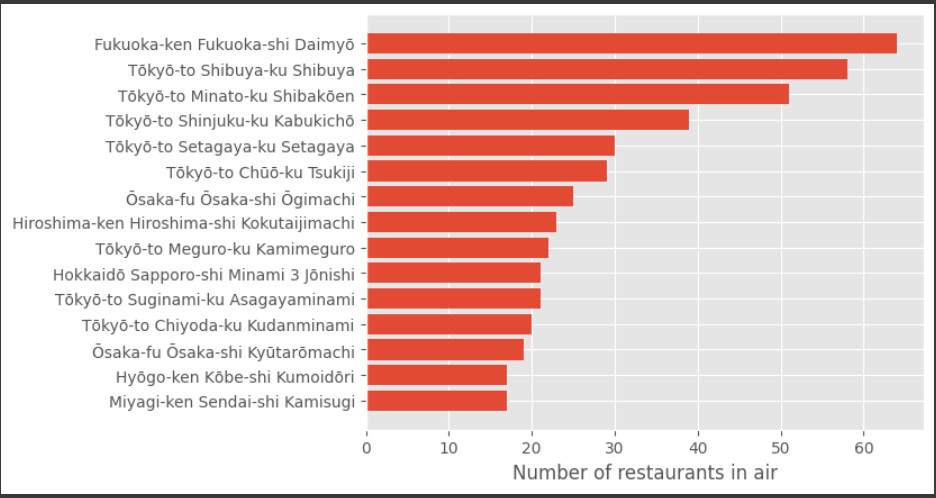 Fukuoka-ken Fukuoka-shi Daimyō
Tōkyō-to Shibuya-ku Shibuya
Tōkyō-to Minato-ku Shibakōen
Tōkyō-to Shinjuku-ku Kabukichō
Tōkyō-to Setagaya-ku Setagaya
Tōkyō-to Chūō-ku Tsukiji
Ōsaka-fu Ōsaka-shi Ōgimachi
Hiroshima-ken Hiroshima-shi Kokutaijimachi
Tōkyō-to Meguro-ku Kamimeguro
Hokkaidō Sapporo-shi Minami 3 Jōnishi
Tōkyō-to Suginami-ku Asagayaminami
Tōkyō-to Chiyoda-ku Kudanminami
Ōsaka-fu Ōsaka-shi Kyūtarōmachi
Hyōgo-ken Kōbe-shi Kumoidōri
Miyagi-ken Sendai-shi Kamisugi
0 10 20 30 40 50 60
Number of restaurants in air